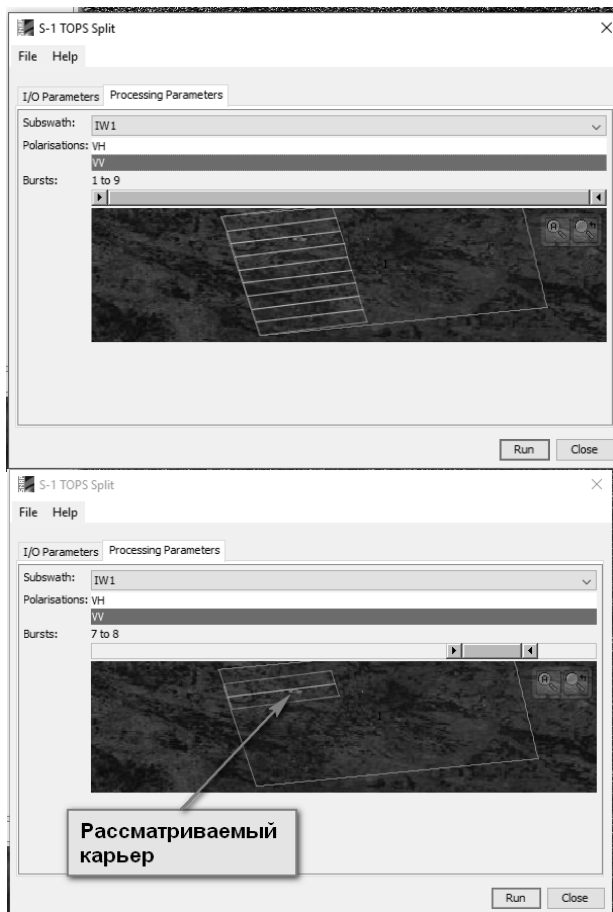 S-1 TOPS Split
File Help
I/O Parameters Processing Parameters
Subswath: IW1
Polarisations: VH
VV
Bursts: 1 to 9
1
Run Close
S-1 TOPS Split
File Help
I/O Parameters Processing Parameters
Subswath: IW1
Polarisations: VH
VV
Bursts: 7 to 8
1
Рассматриваемый
карьер
Run Close